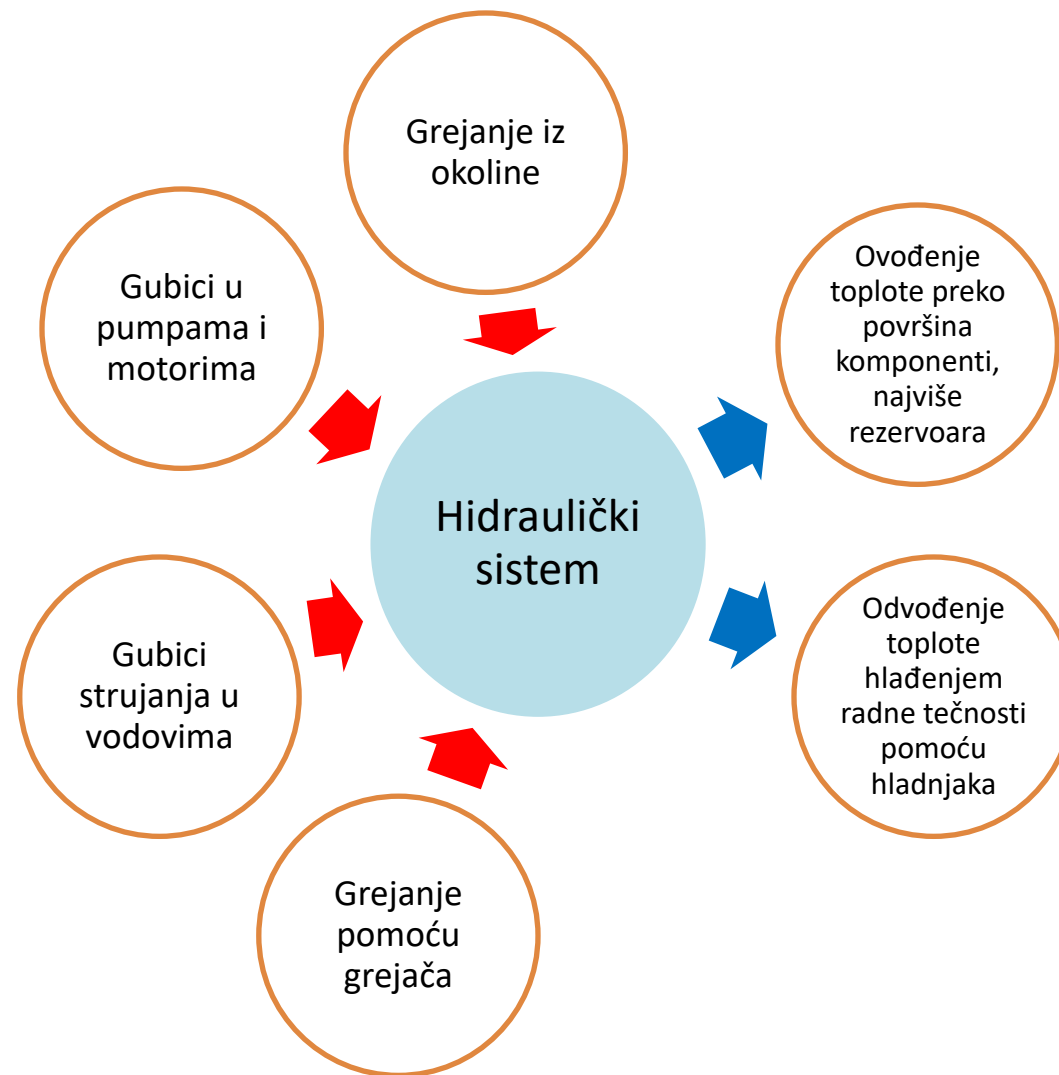 Grejanje iz
okoline
Gubici u
pumpama i
motorima
Ovođenje
toplote preko
površina
komponenti,
najviše
rezervoara
Hidraulički
sistem
Gubici
strujanja u
vodovima
Odvođenje
toplote
hlađenjem
radne tečnosti
pomoću
hladnjaka
Grejanje
pomoću
grejača